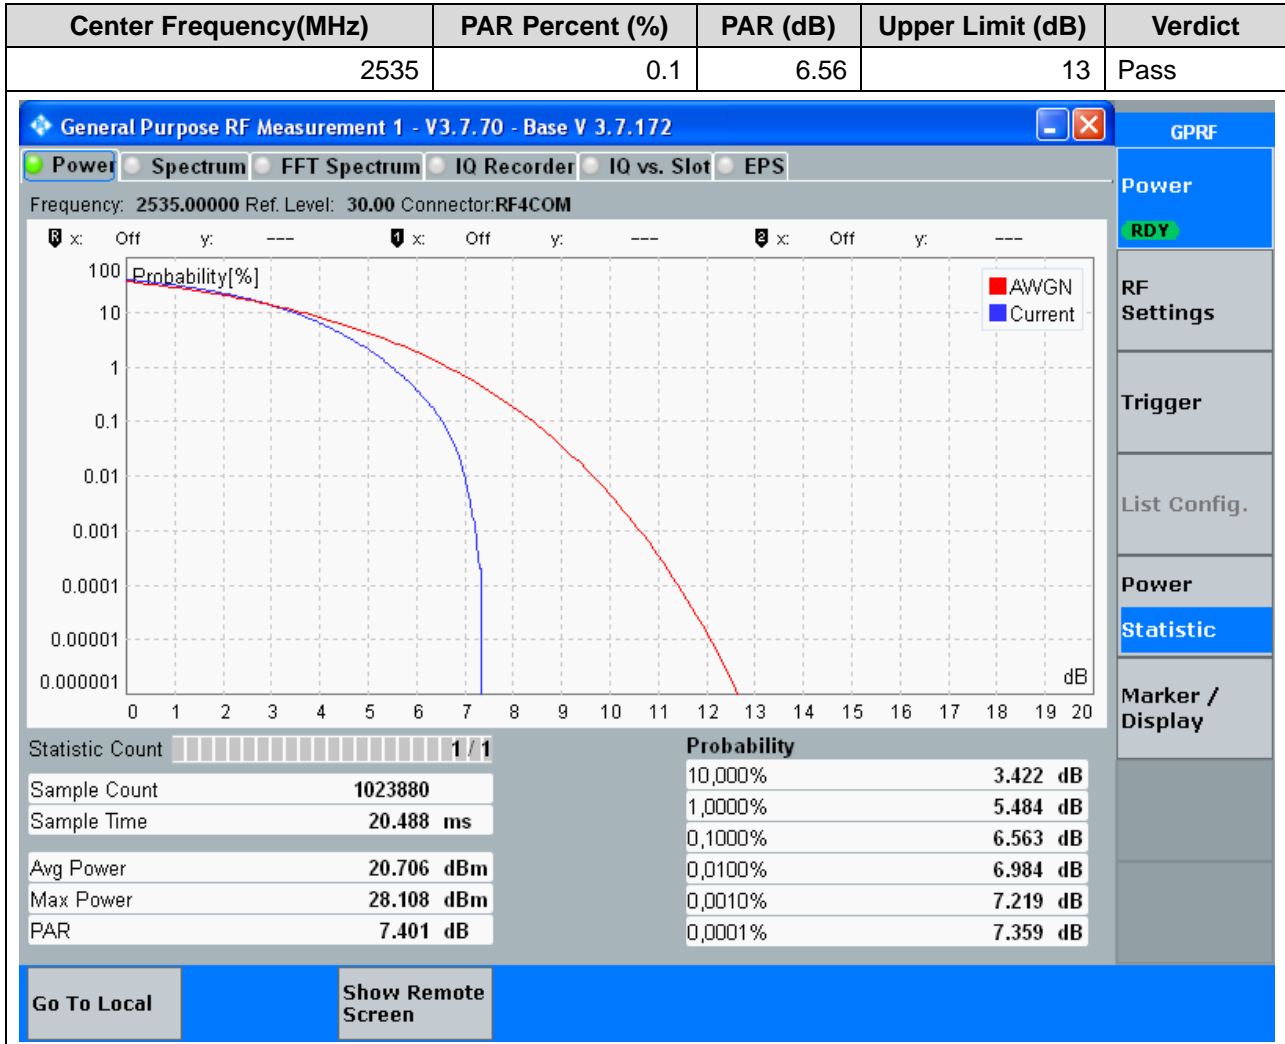 Center Frequency(MHz) PAR Percent (%) PAR (dB) Upper Limit (dB) Verdict
2535 0.1 6.56 13 Pass
General Purpose RF Measurement 1 - V3.7.70 - Base V 3.7.172
GPRF
Power Spectrum FFT Spectrum IQ Recorder IQ vs. Slot EPS
Frequency: 2535.00000 Ref. Level: 30.00 Connector:RF4COM
R x: Off y: --- 1 x: Off y: --- 2 x: Off y: ---
Probability[%]
AWGN
Current
100
10
1
0.1
0.01
0.001
0.0001
0.00001
0.000001
dB
0 1 2 3 4 5 6 7 8 9 10 11 12 13 14 15 16 17 18 19 20
Statistic Count 1 / 1
Sample Count 1023880
Sample Time 20.488 ms
Avg Power 20.706 dBm
Max Power 28.108 dBm
PAR 7.401 dB
Probability
10,000% 3.422 dB
1,0000% 5.484 dB
0,1000% 6.563 dB
0,0100% 6.984 dB
0,0010% 7.219 dB
0,0001% 7.359 dB
Power
RDY
RF
Settings
Trigger
List Config.
Power
Statistic
Marker /
Display
Go To Local
Show Remote
Screen